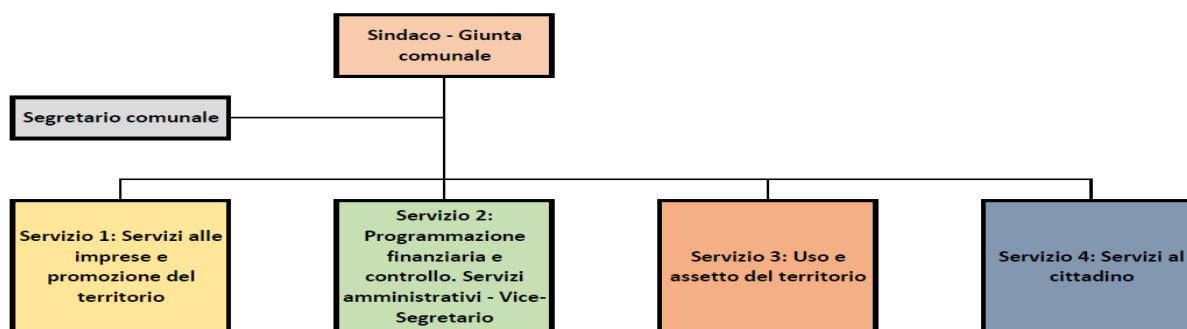 Sindaco - Giunta
comunale
Segretario comunale
Servizio 1: Servizi alle
imprese e
promozione del
territorio
Servizio 2:
Programmazione
finanziaria e
controllo. Servizi
amministrativi - Vice-
Segretario
Servizio 3: Uso e
assetto del territorio
Servizio 4: Servizi al
cittadino